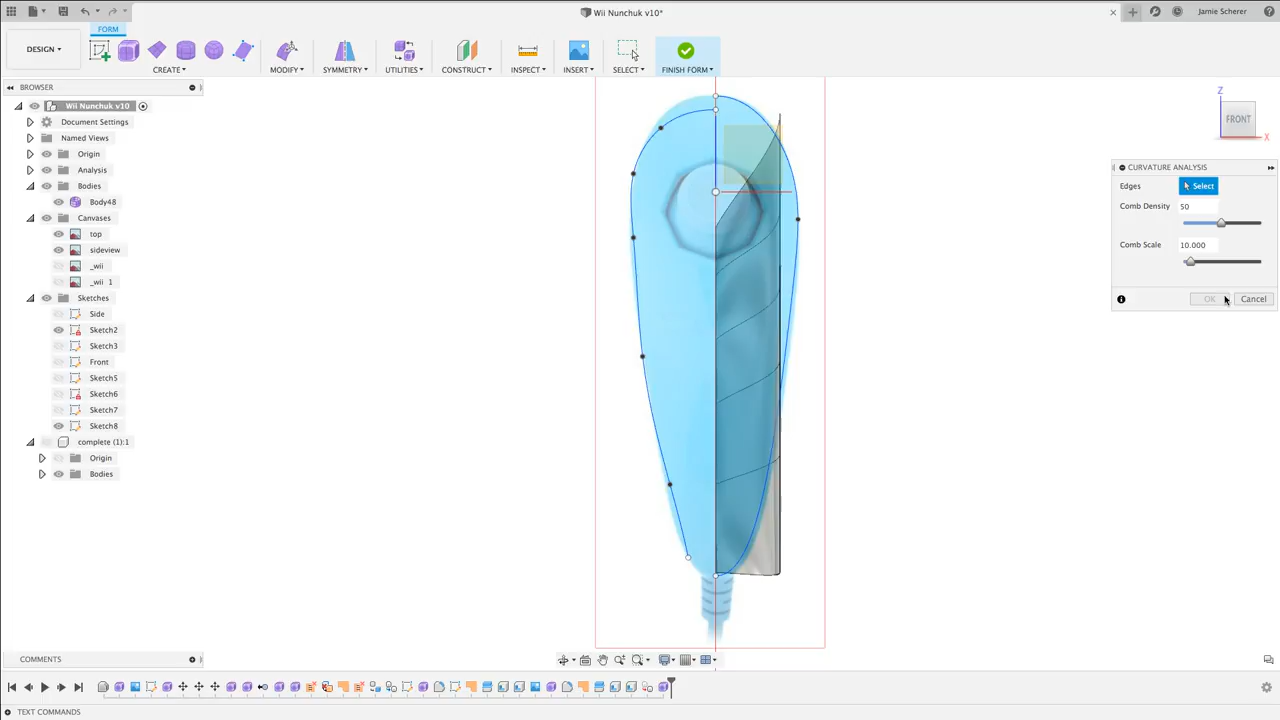 Wii Nunchuk v10*
Jamie Scherer
DESIGN
FORM
CREATE
MODIFY
SYMMETRY
UTILITIES
CONSTRUCT
INSPECT
INSERT
SELECT
FINISH FORM
BROWSER
Wii Nunchuk v10
Document Settings
Named Views
Origin
Analysis
Bodies
Body48
Canvases
top
sideview
_wii
_wii 1
Sketches
Side
Sketch2
Sketch3
Front
Sketch5
Sketch6
Sketch7
Sketch8
complete (1):1
Origin
Bodies
Z
FRONT
X
CURVATURE ANALYSIS
Edges
Select
Comb Density
50
Comb Scale
10.000
OK
Cancel
COMMENTS
TEXT COMMANDS